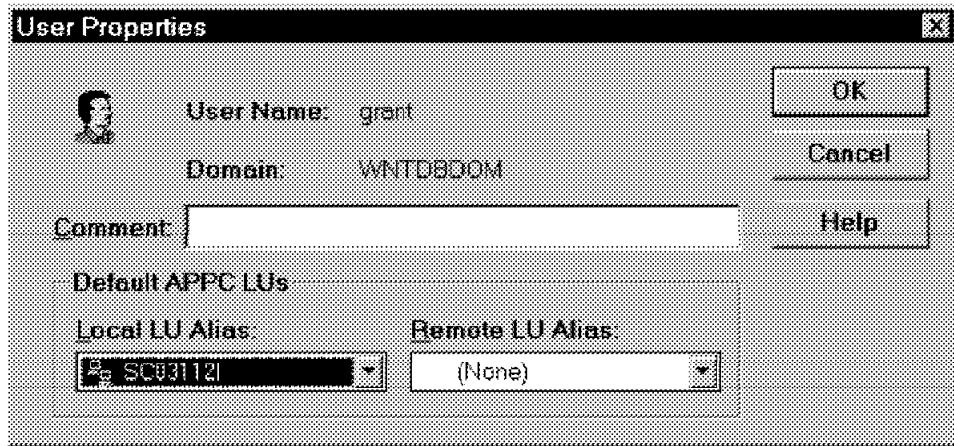 User Properties
User Name: grant
OK
Domain: WNTDBDOM
Cancel
Comment:
Help
Default APPC LUs
Local LU Alias: Remote LU Alias:
SC03112I (None)